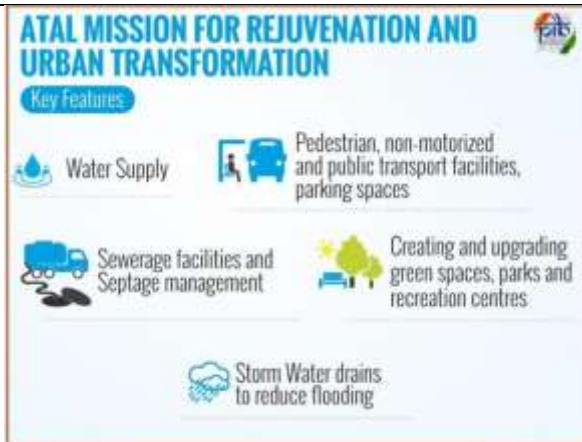 ATAL MISSION FOR REJUVENATION AND
URBAN TRANSFORMATION
pib
Key Features
Water Supply
Pedestrian, non-motorized
and public transport facilities,
parking spaces
Sewerage facilities and
Septage management
Creating and upgrading
green spaces, parks and
recreation centres
Storm Water drains
to reduce flooding